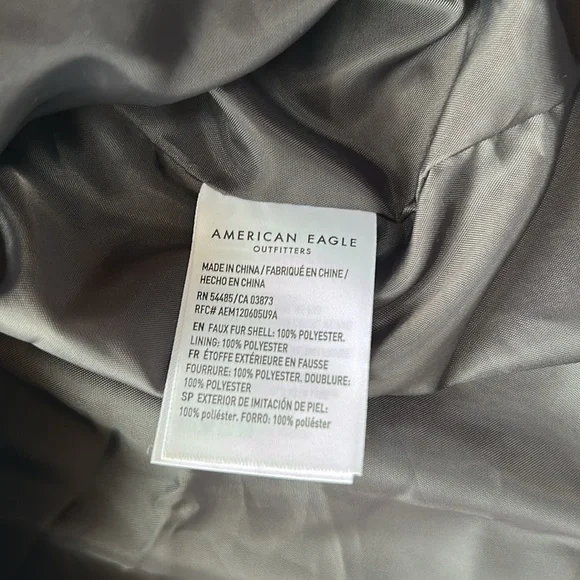 AMERICAN EAGLE
OUTFITTERS
MADE IN CHINA / FABRIQUÉ EN CHINE /
HECHO EN CHINA
RN 54485/CA 03873
RFC# AEM120605U9A
EN FAUX FUR SHELL: 100% POLYESTER.
LINING: 100% POLYESTER
FR ÉTOFFE EXTÉRIEURE EN FAUSSE
FOURRURE: 100% POLYESTER. DOUBLURE:
100% POLYESTER
SP EXTERIOR DE IMITACIÓN DE PIEL:
100% poliéster. FORRO: 100% poliéster